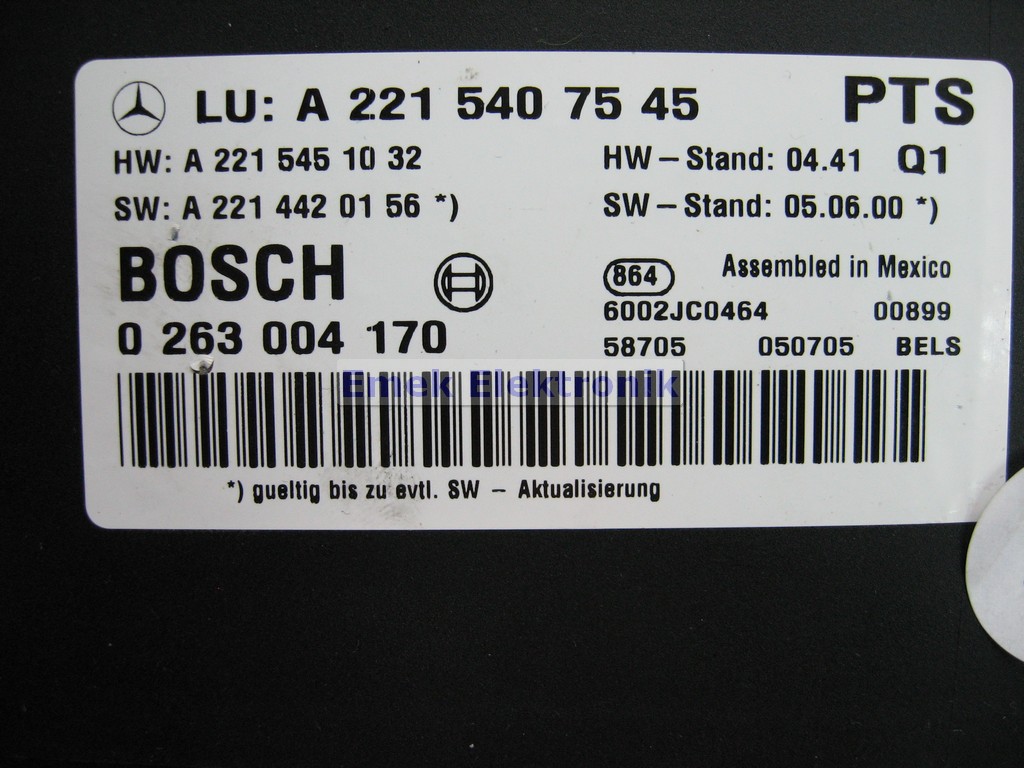 LU: A 221 540 75 45 PTS
HW: A 221 545 10 32 HW – Stand: 04.41 Q1
SW: A 221 442 01 56 *) SW – Stand: 05.06.00 *)
BOSCH 864 Assembled in Mexico
6002JC0464 00899
0 263 004 170 58705 050705 BELS
Emek Elektronik
*) gueltig bis zu evtl. SW – Aktualisierung